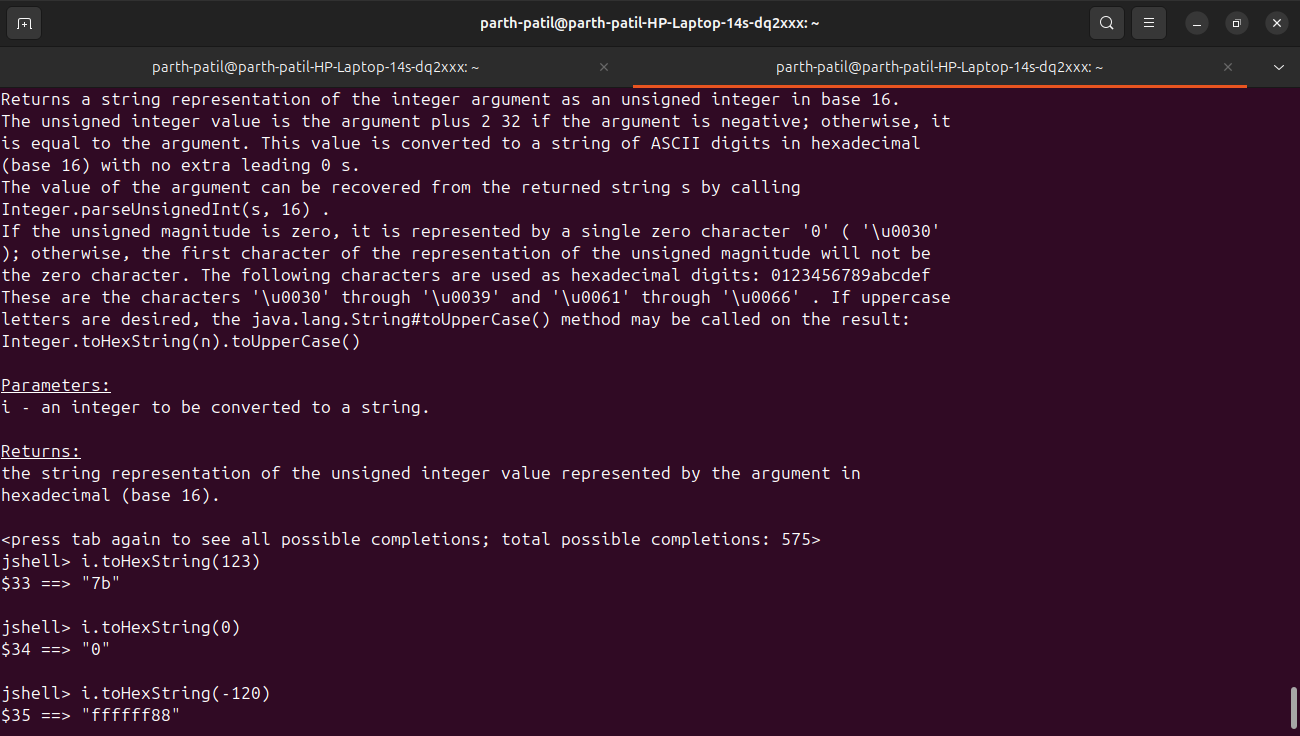 parth-patil@parth-patil-HP-Laptop-14s-dq2xxx: ~
parth-patil@parth-patil-HP-Laptop-14s-dq2xxx: ~
parth-patil@parth-patil-HP-Laptop-14s-dq2xxx: ~
Returns a string representation of the integer argument as an unsigned integer in base 16.
The unsigned integer value is the argument plus 2 32 if the argument is negative; otherwise, it
is equal to the argument. This value is converted to a string of ASCII digits in hexadecimal
(base 16) with no extra leading 0 s.
The value of the argument can be recovered from the returned string s by calling
Integer.parseUnsignedInt(s, 16) .
If the unsigned magnitude is zero, it is represented by a single zero character '0' ( '\u0030'
); otherwise, the first character of the representation of the unsigned magnitude will not be
the zero character. The following characters are used as hexadecimal digits: 0123456789abcdef
These are the characters '\u0030' through '\u0039' and '\u0061' through '\u0066' . If uppercase
letters are desired, the java.lang.String#toUpperCase() method may be called on the result:
Integer.toHexString(n).toUpperCase()
Parameters:
i - an integer to be converted to a string.
Returns:
the string representation of the unsigned integer value represented by the argument in
hexadecimal (base 16).
<press tab again to see all possible completions; total possible completions: 575>
jshell> i.toHexString(123)
$33 ==> "7b"
jshell> i.toHexString(0)
$34 ==> "0"
jshell> i.toHexString(-120)
$35 ==> "ffffff88"